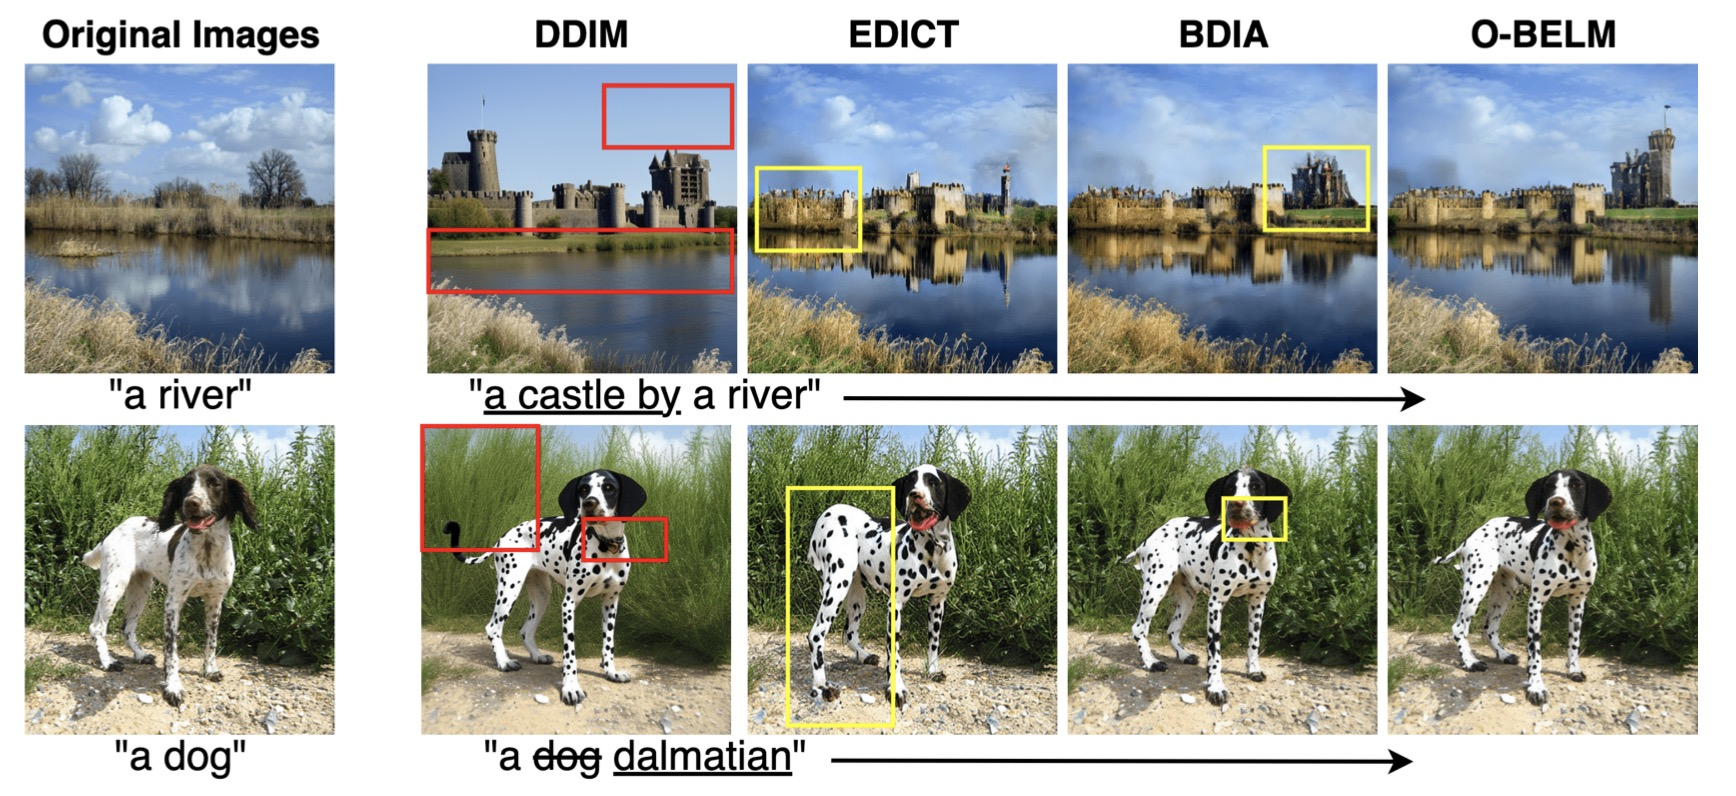 Original Images DDIM EDICT BDIA O-BELM
"a river" "a castle by a river"
"a dog" "a dog dalmatian"